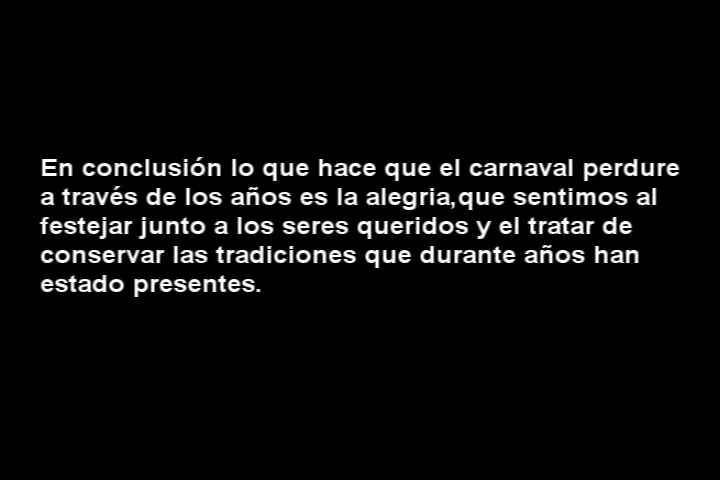 En conclusión lo que hace que el carnaval perdure
a través de los años es la alegria,que sentimos al
festejar junto a los seres queridos y el tratar de
conservar las tradiciones que durante años han
estado presentes.